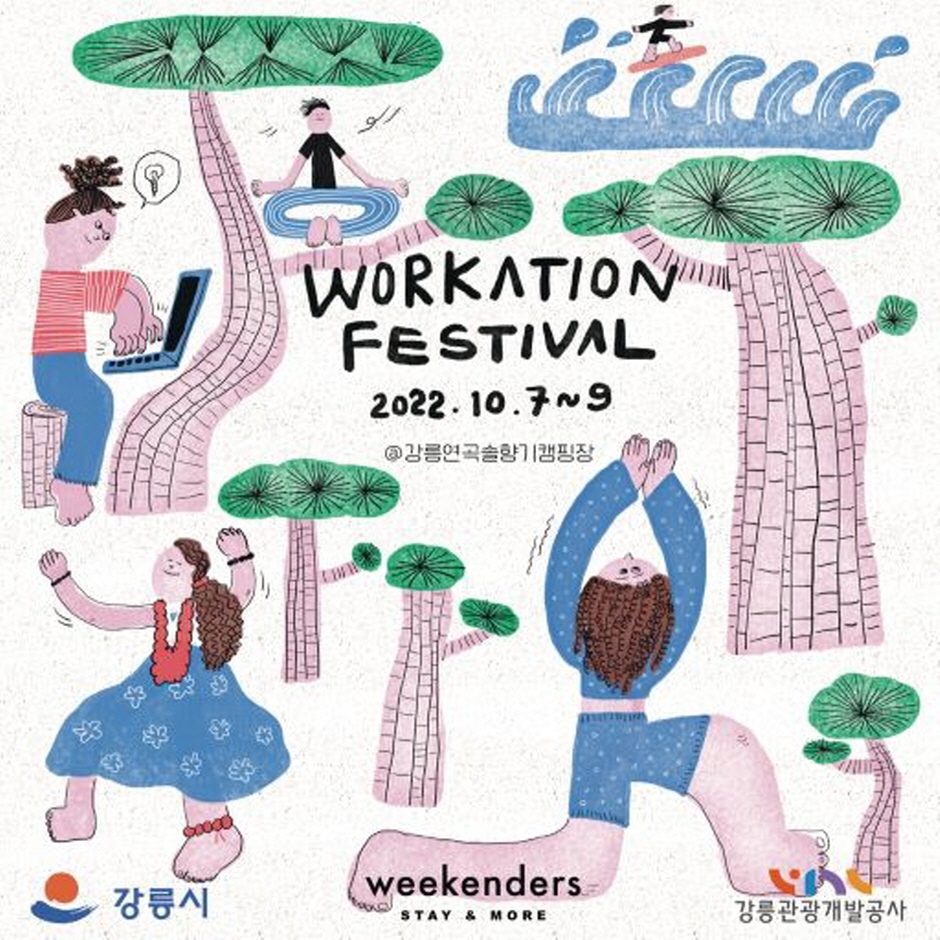 WORKATION
FESTIVAL
2022.10.7~9
@강릉연곡솔향기캠핑장
강릉시
weekenders
STAY & MORE
강릉관광개발공사